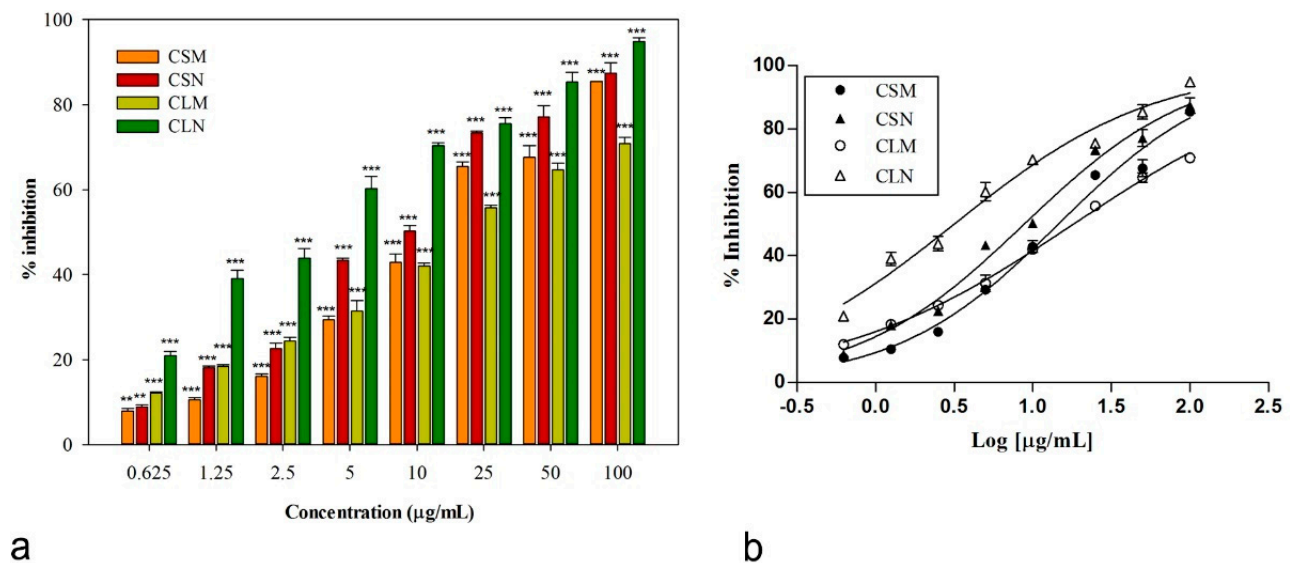 100
80
60
40
20
0
% inhibition
CSM
CSN
CLM
CLN
** ** *** ***
*** *** *** ***
*** *** *** ***
*** *** *** ***
*** *** *** ***
*** *** *** ***
*** *** *** ***
*** *** *** ***
0.625 1.25 2.5 5 10 25 50 100
Concentration (µg/mL)
a
100
80
60
40
20
0
% Inhibition
CSM
CSN
CLM
CLN
-0.5 0.0 0.5 1.0 1.5 2.0 2.5
Log [µg/mL]
b